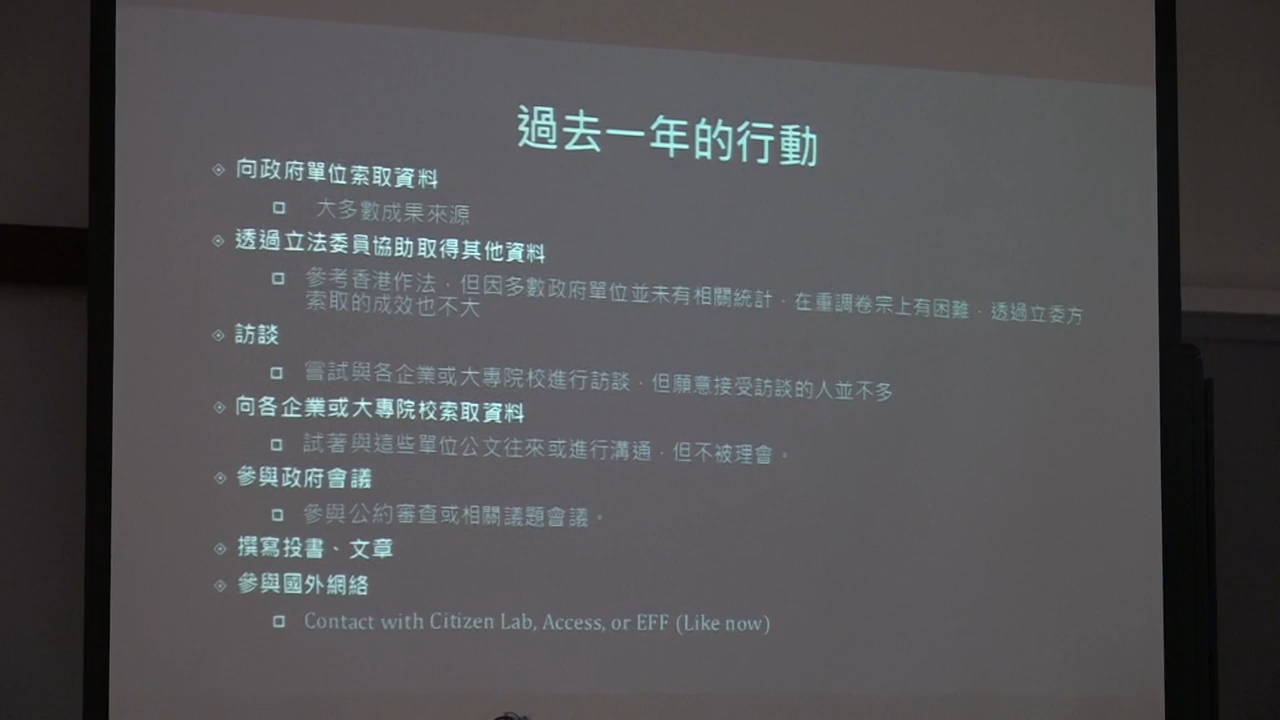 過去一年的行動
向政府單位索取資料
大多數成果來源
透過立法委員協助取得其他資料
參考香港作法，但因多數政府單位並未有相關統計，在重調卷宗上有困難，透過立委方
索取的成效也不大
訪談
嘗試與各企業或大專院校進行訪談，但願意接受訪談的人並不多
向各企業或大專院校索取資料
試著與這些單位公文往來或進行溝通，但不被理會。
參與政府會議
參與公約審查或相關議題會議。
撰寫投書、文章
參與國外網絡
Contact with Citizen Lab, Access, or EFF (Like now)